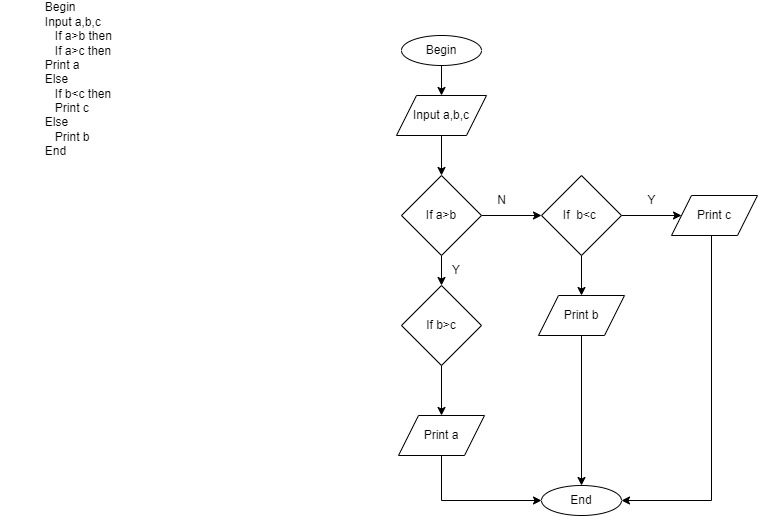 Begin
Input a,b,c
If a>b then
If a>c then
Print a
Else
If b<c then
Print c
Else
Print b
End
Begin
Input a,b,c
If a>b
N
If b<c
Y
Print c
Y
If b>c
Print b
Print a
End